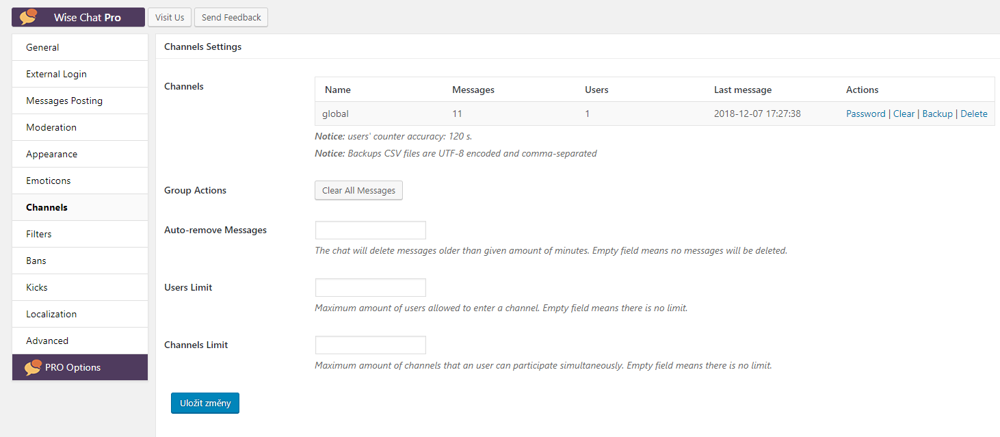 Wise Chat Pro
Visit Us
Send Feedback
General
External Login
Messages Posting
Moderation
Appearance
Emoticons
Channels
Filters
Bans
Kicks
Localization
Advanced
PRO Options
Channels Settings
Channels
Name Messages Users Last message Actions
global 11 1 2018-12-07 17:27:38 Password | Clear | Backup | Delete
Notice: users' counter accuracy: 120 s.
Notice: Backups CSV files are UTF-8 encoded and comma-separated
Group Actions
Clear All Messages
Auto-remove Messages
The chat will delete messages older than given amount of minutes. Empty field means no messages will be deleted.
Users Limit
Maximum amount of users allowed to enter a channel. Empty field means there is no limit.
Channels Limit
Maximum amount of channels that an user can participate simultaneously. Empty field means there is no limit.
Uložit změny